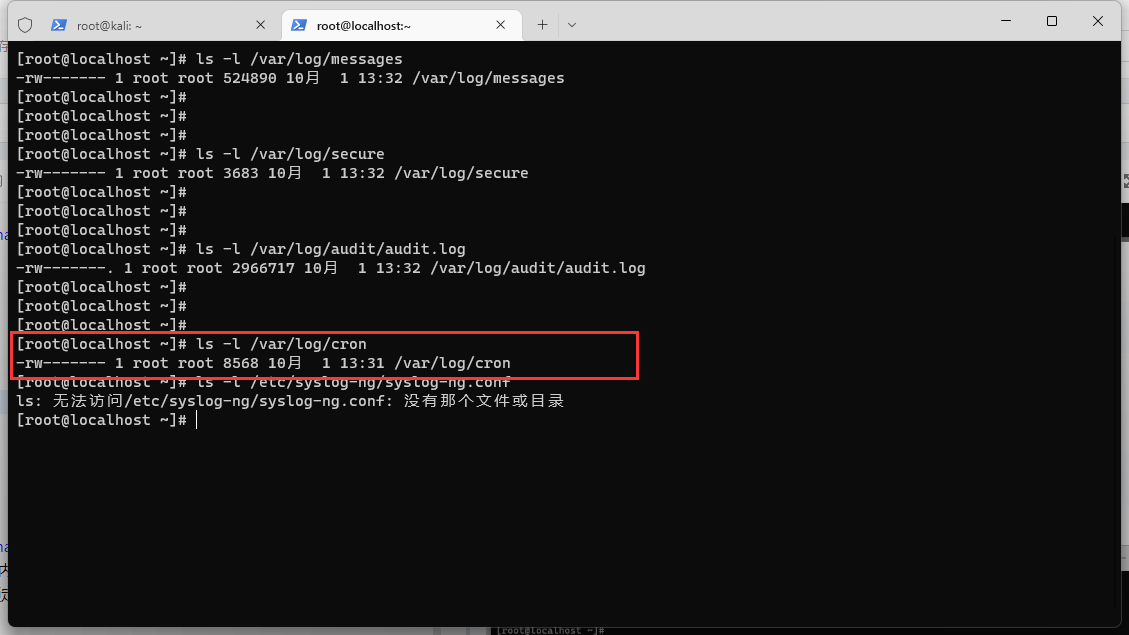 root@kali: ~
root@localhost:~
[root@localhost ~]# ls -l /var/log/messages
-rw------- 1 root root 524890 10月  1 13:32 /var/log/messages
[root@localhost ~]#
[root@localhost ~]#
[root@localhost ~]#
[root@localhost ~]# ls -l /var/log/secure
-rw------- 1 root root 3683 10月  1 13:32 /var/log/secure
[root@localhost ~]#
[root@localhost ~]#
[root@localhost ~]#
[root@localhost ~]# ls -l /var/log/audit/audit.log
-rw-------. 1 root root 2966717 10月  1 13:32 /var/log/audit/audit.log
[root@localhost ~]#
[root@localhost ~]#
[root@localhost ~]#
[root@localhost ~]# ls -l /var/log/cron
-rw------- 1 root root 8568 10月  1 13:31 /var/log/cron
[root@localhost ~]# ls -l /etc/syslog-ng/syslog-ng.conf
ls: 无法访问/etc/syslog-ng/syslog-ng.conf: 没有那个文件或目录
[root@localhost ~]#
[root@localhost ~]#